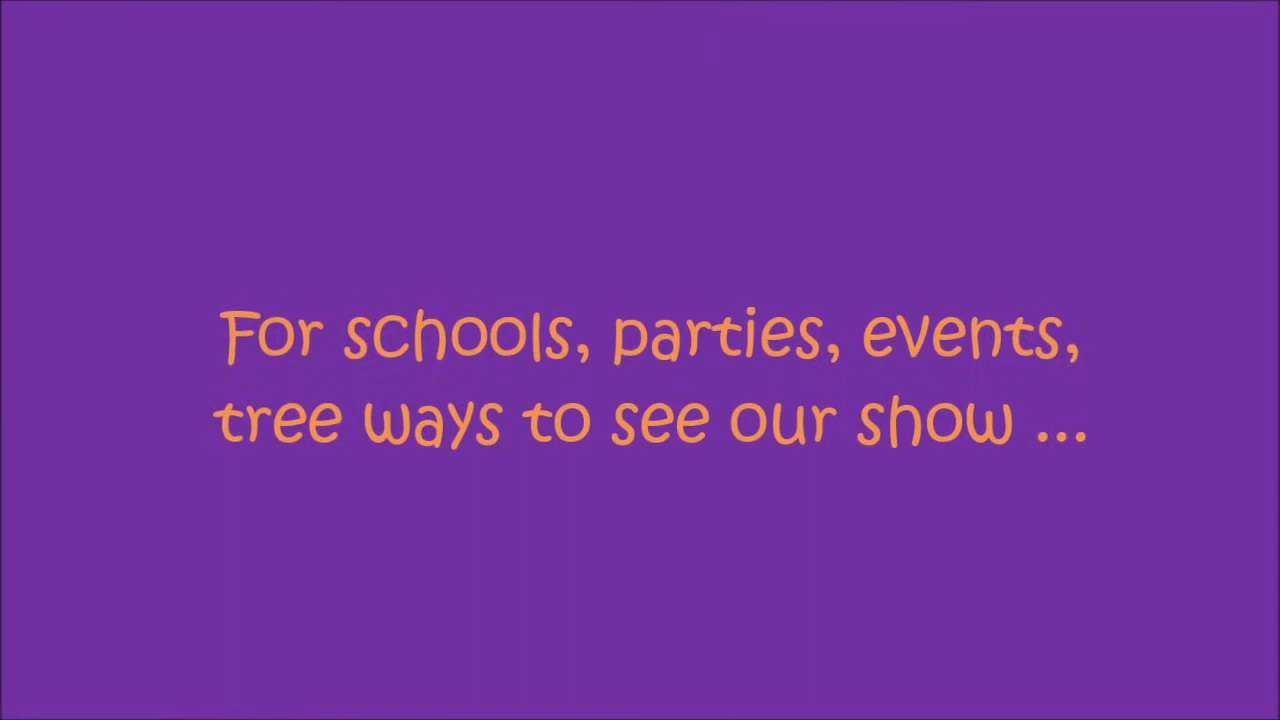 For schools, parties, events,
tree ways to see our show ...